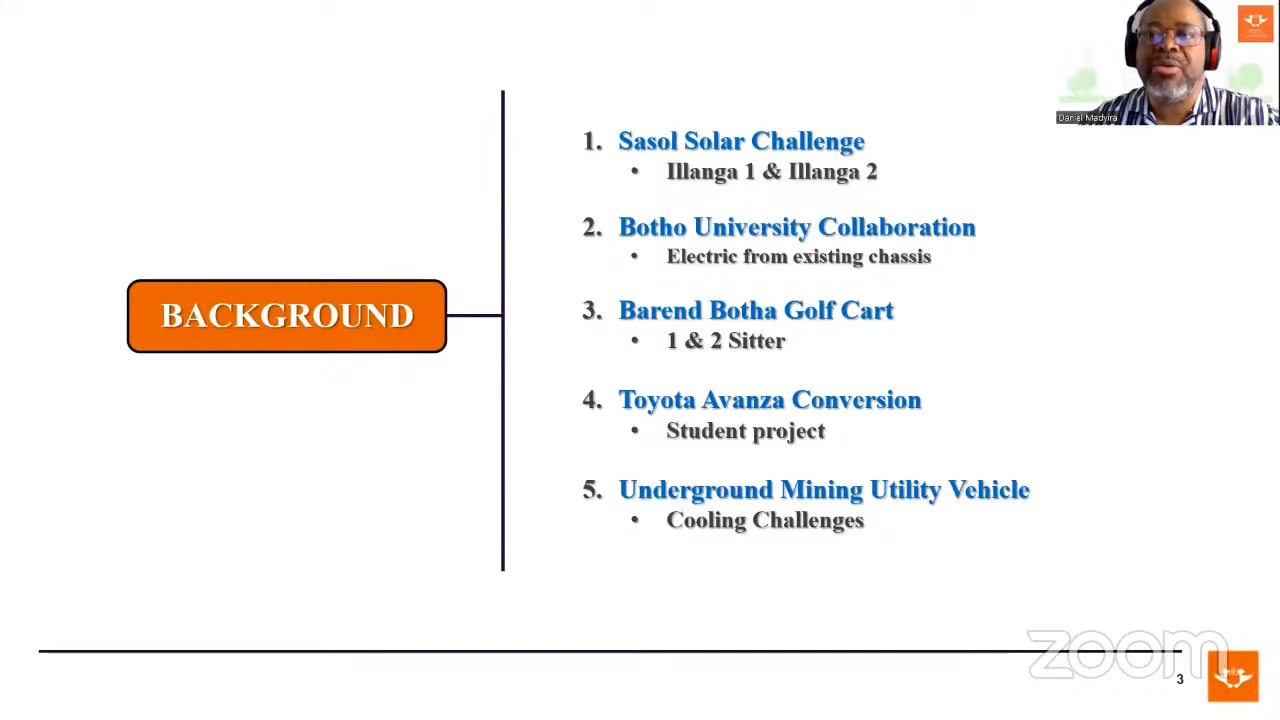 Daniel Madyira
BACKGROUND
1. Sasol Solar Challenge
• Illanga 1 & Illanga 2
2. Botho University Collaboration
• Electric from existing chassis
3. Barend Botha Golf Cart
• 1 & 2 Sitter
4. Toyota Avanza Conversion
• Student project
5. Underground Mining Utility Vehicle
• Cooling Challenges
zoom
3